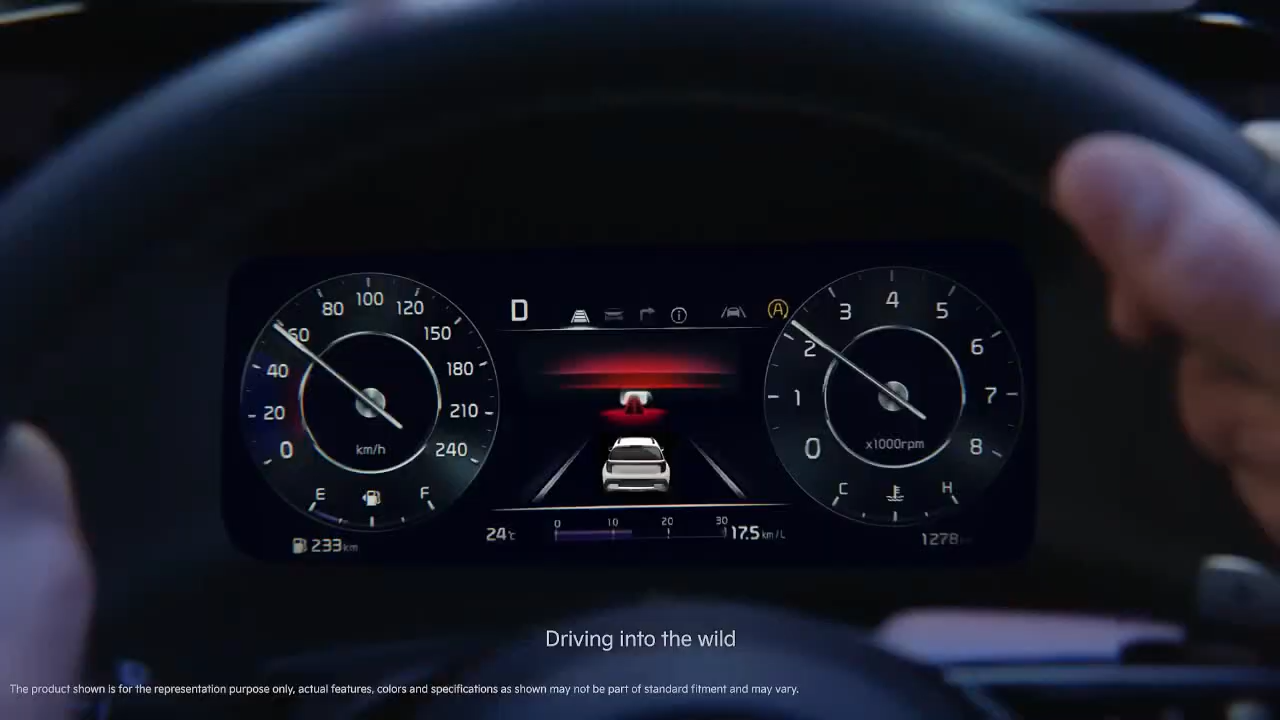 80 100 120
60 150
40 180
20 210
0 240
km/h
E F
233km
D
A
24°C
0 10 20 30
17.5 km/L
3 4 5
2 6
1 7
0 8
x1000rpm
C H
1278
Driving into the wild
The product shown is for the representation purpose only, actual features, colors and specifications as shown may not be part of standard fitment and may vary.